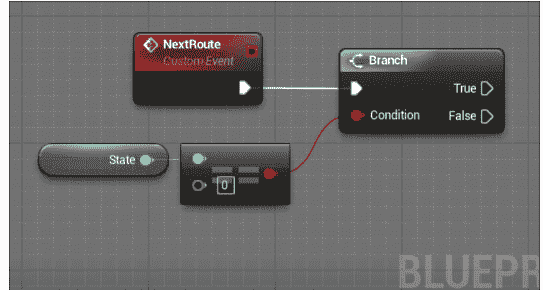 NextRoute
Custom Event
Branch
True
Condition
False
State
==
0
BLUEPR